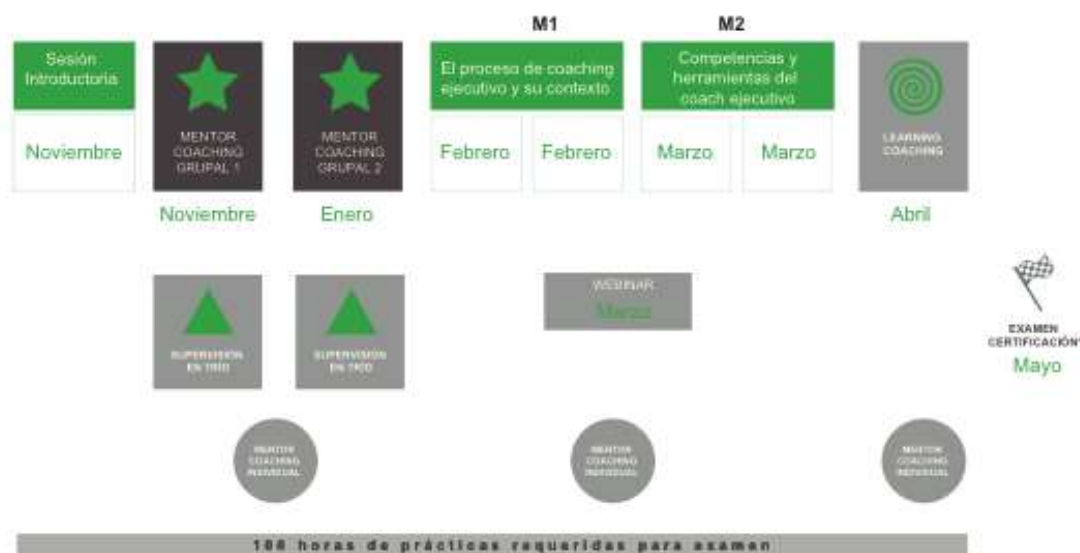 M1
M2
Sesión
Introductoria
Noviembre
MENTOR
COACHING
GRUPAL 1
Noviembre
MENTOR
COACHING
GRUPAL 2
Enero
El proceso de coaching
ejecutivo y su contexto
Febrero
Febrero
Competencias y
herramientas del
coach ejecutivo
Marzo
Marzo
LEARNING
COACHING
Abril
SUPERVISIÓN
EN TRÍO
SUPERVISIÓN
EN TRÍO
WEBINAR
Marzo
EXAMEN
CERTIFICACIÓN*
Mayo
MENTOR
COACHING
INDIVIDUAL
MENTOR
COACHING
INDIVIDUAL
MENTOR
COACHING
INDIVIDUAL
horas de prácticas requeridas para examen